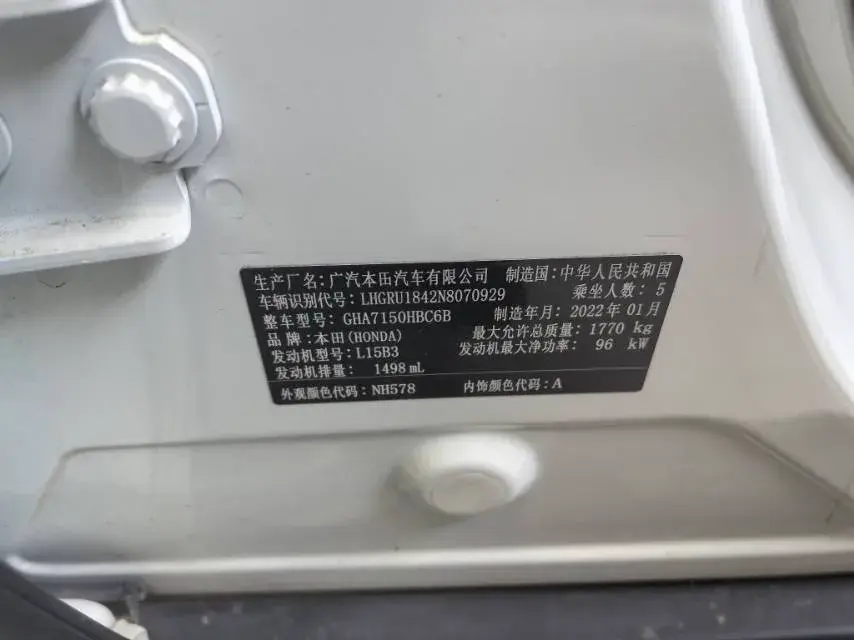 生产厂名:广汽本田汽车有限公司 制造国:中华人民共和国
车辆识别代号:LHGRU1842N8070929 乘坐人数:5
整车型号:GHA7150HBC6B 制造年月:2022年01月
品牌:本田(HONDA) 最大允许总质量:1770 kg
发动机型号:L15B3 发动机最大净功率: 96 kW
发动机排量: 1498 mL
外观颜色代码:NH578 内饰颜色代码:A